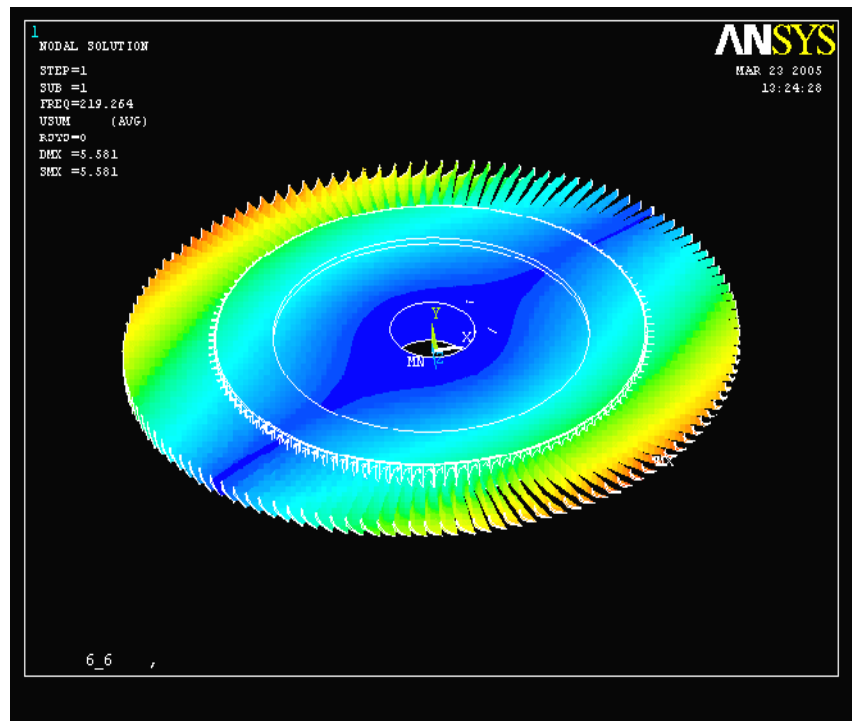 1
NODAL SOLUTION
STEP=1
SUB =1
FREQ=219.264
USUM (AVG)
RSYS=0
DMX =5.581
SMX =5.581
ANSYS
MAR 23 2005
13:24:28
Y
X
Z
MN
MX
6_6 ,